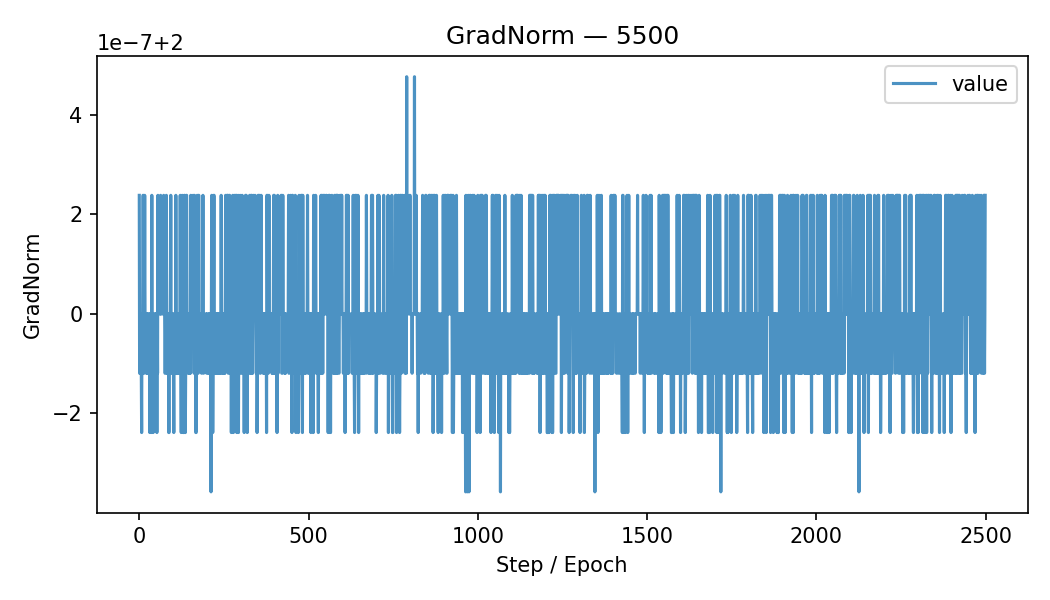 GradNorm — 5500
1e−7+2
value
GradNorm
4
2
0
−2
0 500 1000 1500 2000 2500
Step / Epoch